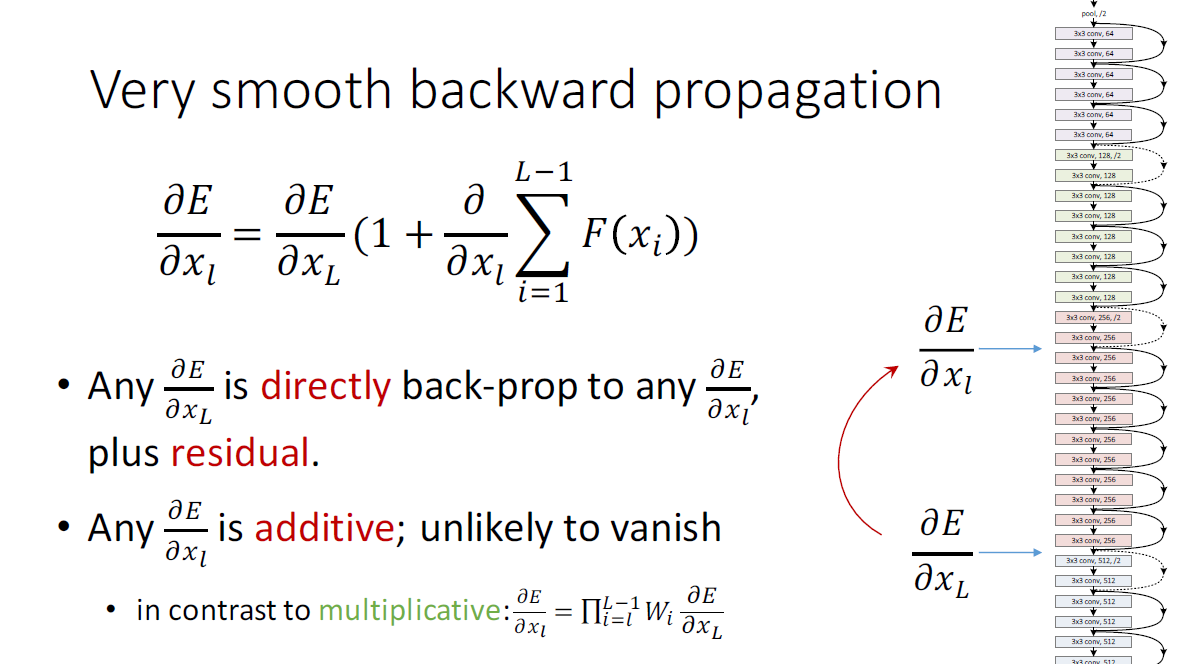 Very smooth backward propagation
∂E/∂x_l = ∂E/∂x_L (1 + ∂/∂x_l ∑_{i=1}^{L−1} F(x_i))
• Any ∂E/∂x_L is directly back-prop to any ∂E/∂x_l,
plus residual.
• Any ∂E/∂x_l is additive; unlikely to vanish
• in contrast to multiplicative: ∂E/∂x_l = ∏_{i=l}^{L−1} W_i ∂E/∂x_L
∂E/∂x_l
∂E/∂x_L
pool, /2
3x3 conv, 64
3x3 conv, 64
3x3 conv, 64
3x3 conv, 64
3x3 conv, 64
3x3 conv, 64
3x3 conv, 128, /2
3x3 conv, 128
3x3 conv, 128
3x3 conv, 128
3x3 conv, 128
3x3 conv, 128
3x3 conv, 128
3x3 conv, 128
3x3 conv, 256, /2
3x3 conv, 256
3x3 conv, 256
3x3 conv, 256
3x3 conv, 256
3x3 conv, 256
3x3 conv, 256
3x3 conv, 256
3x3 conv, 256
3x3 conv, 256
3x3 conv, 256
3x3 conv, 256
3x3 conv, 512, /2
3x3 conv, 512
3x3 conv, 512
3x3 conv, 512
3x3 conv, 512
3x3 conv, 512